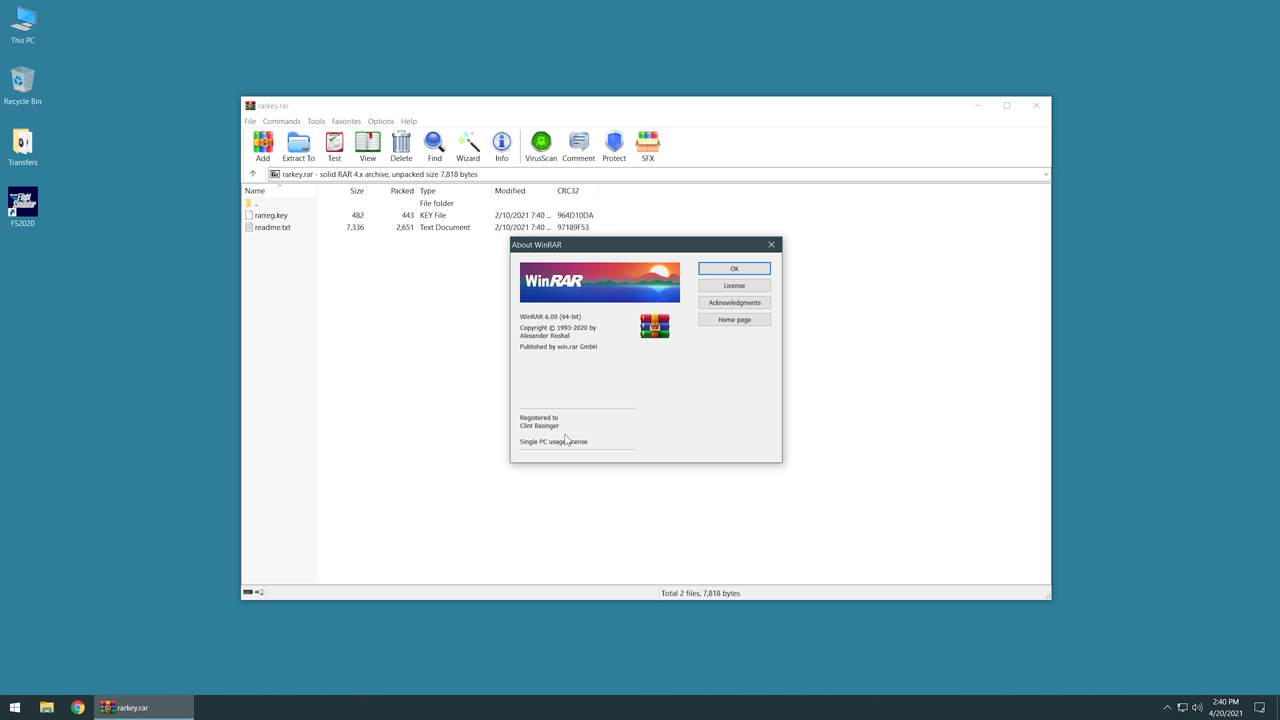 This PC
Recycle Bin
Transfers
FS2020
rarkey.rar
File Commands Tools Favorites Options Help
Add Extract To Test View Delete Find Wizard Info VirusScan Comment Protect SFX
rarkey.rar - solid RAR 4.x archive, unpacked size 7,818 bytes
Name Size Packed Type Modified CRC32
.. File folder
rarreg.key 482 443 KEY File 2/10/2021 7:40 ... 964D10DA
readme.txt 7,336 2,651 Text Document 2/10/2021 7:40 ... 97189F53
About WinRAR
WinRAR
OK
License
Acknowledgments
Home page
WinRAR 6.00 (64-bit)
Copyright © 1993-2020 by
Alexander Roshal
Published by win.rar GmbH
Registered to
Clint Basinger
Single PC usage license
Total 2 files, 7,818 bytes
rarkey.rar
2:40 PM
4/20/2021